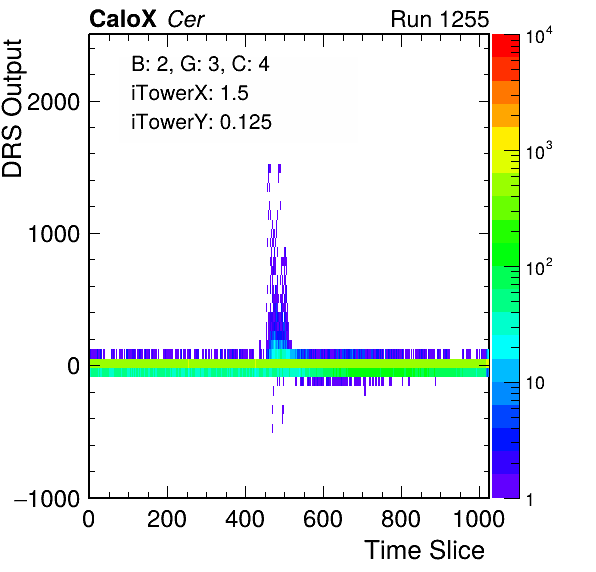 CaloX Cer Run 1255
B: 2, G: 3, C: 4
iTowerX: 1.5
iTowerY: 0.125
DRS Output
2000
1000
0
−1000
0 200 400 600 800 1000
Time Slice
10^4
10^3
10^2
10
1